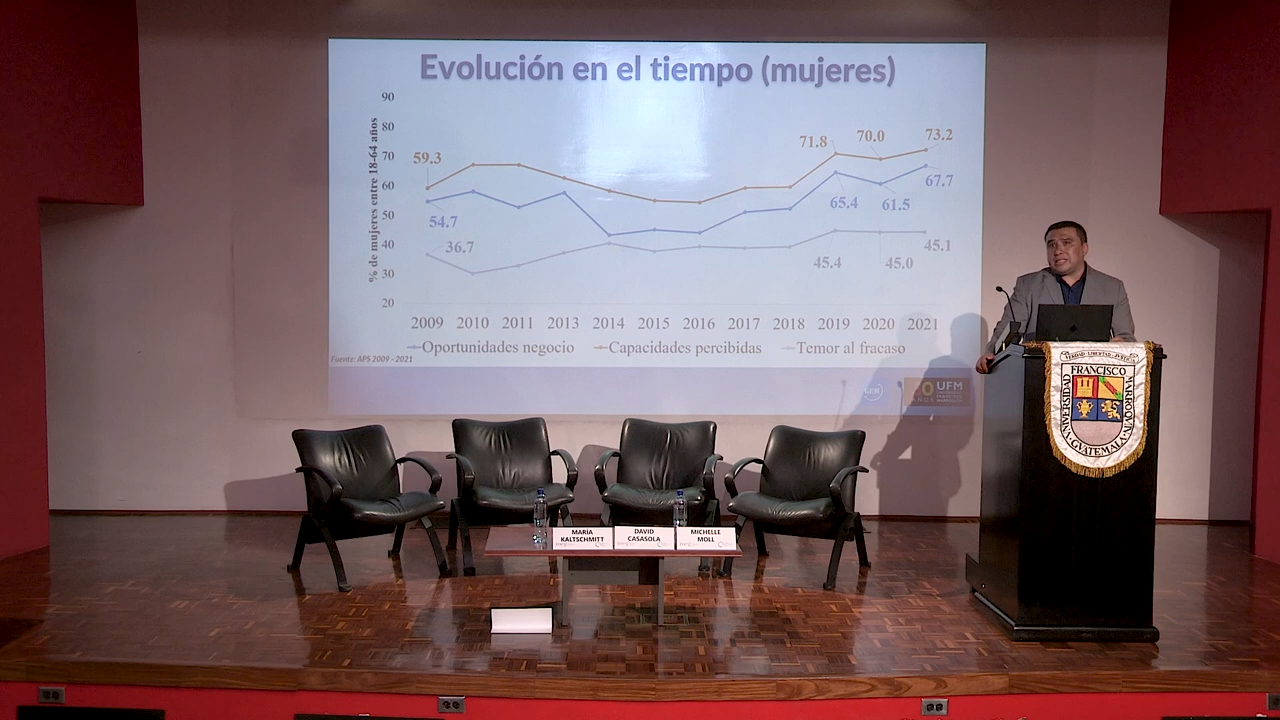 Evolución en el tiempo (mujeres)
% de mujeres entre 18-64 años
90
80
70
60
50
40
30
20
59.3
71.8
70.0
73.2
54.7
65.4
61.5
67.7
36.7
45.4
45.0
45.1
2009 2010 2011 2013 2014 2015 2016 2017 2018 2019 2020 2021
Oportunidades negocio Capacidades percibidas Temor al fracaso
Fuente: APS 2009 - 2021
GEM
UFM
VERDAD · LIBERTAD · JUSTICIA
UNIVERSIDAD FRANCISCO MARROQUÍN
GUATEMALA
MARÍA
KALTSCHMITT
DAVID
CASASOLA
MICHELLE
MOLL